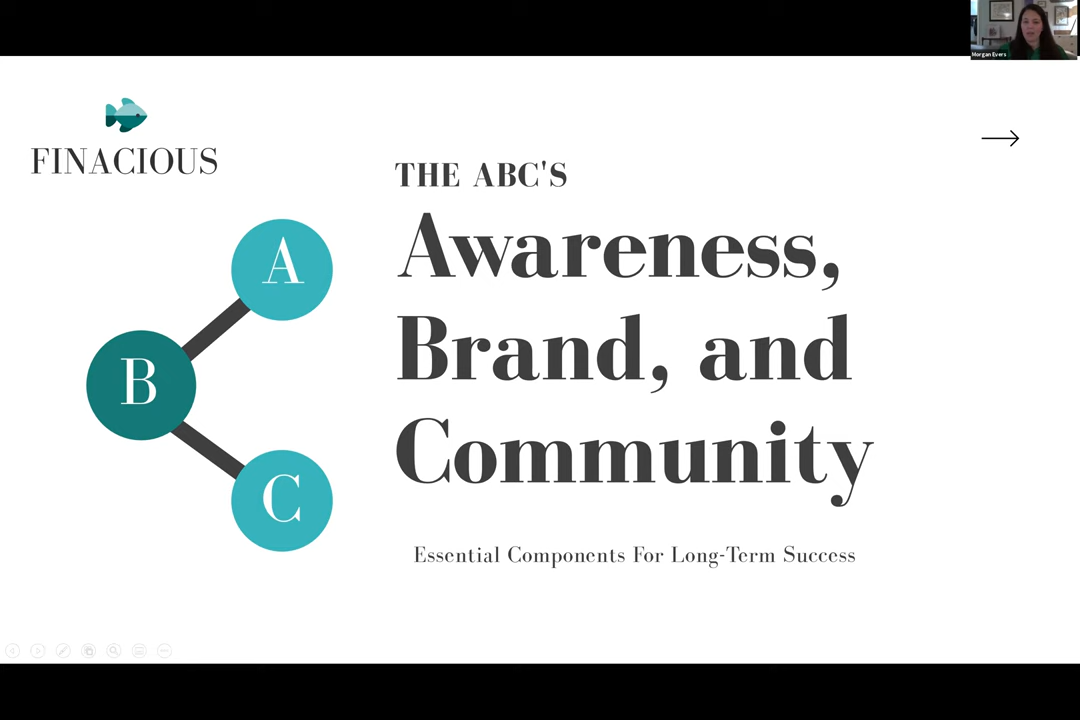 Morgan Evers
FINACIOUS
THE ABC'S
Awareness,
Brand, and
Community
A
B
C
Essential Components For Long-Term Success